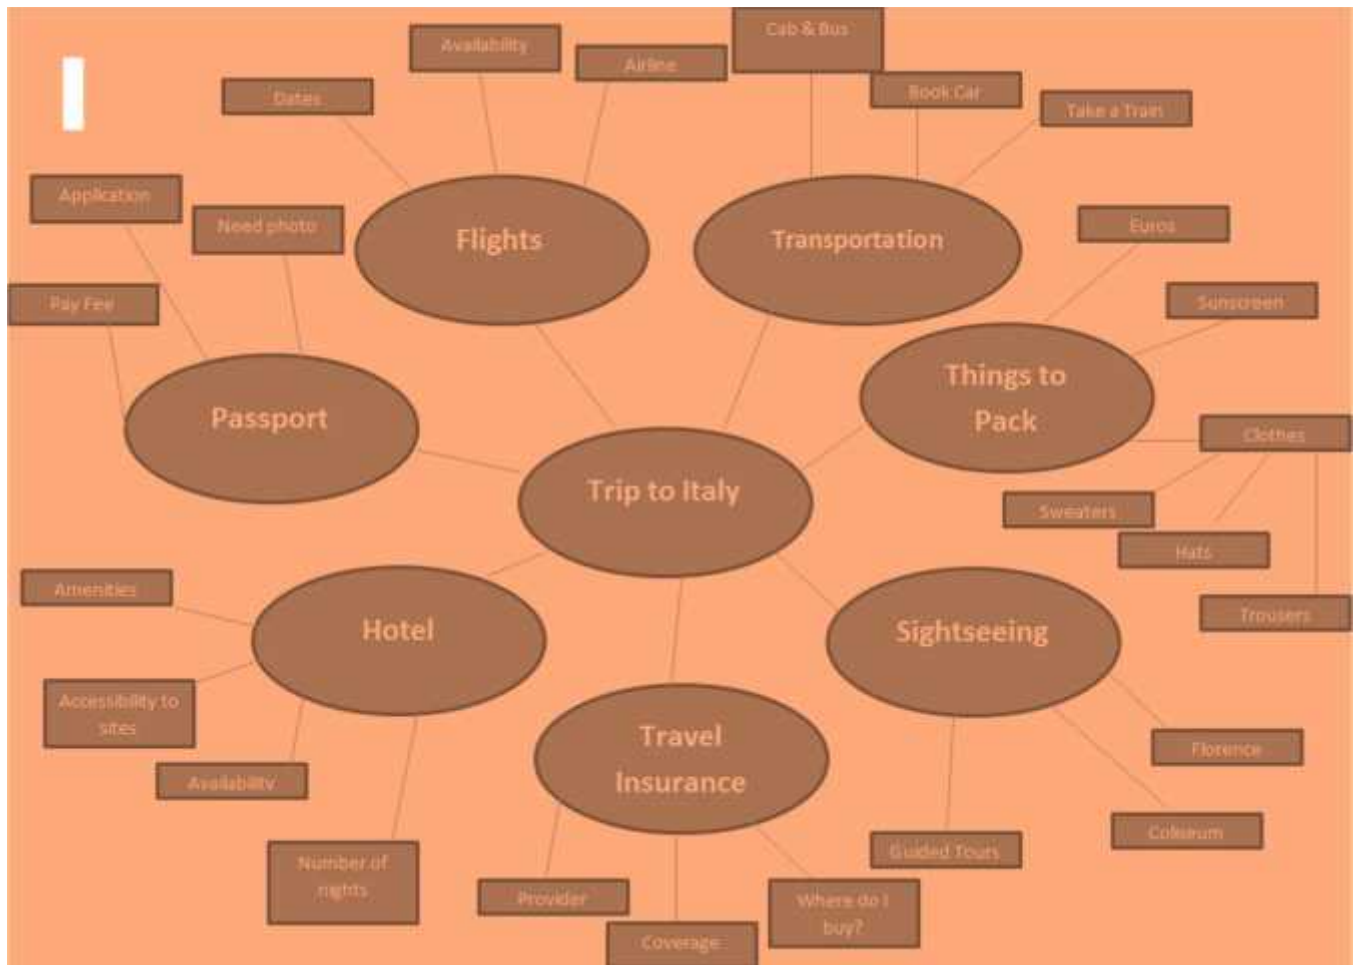 Cab & Bus
Availability
Airline
Dates
Book Car
Take a Train
Application
Need photo
Flights
Transportation
Euros
Pay Fee
Sunscreen
Passport
Things to
Pack
Clothes
Trip to Italy
Sweaters
Hats
Amenities
Trousers
Hotel
Sightseeing
Accessibility to
sites
Travel
Insurance
Florence
Availability
Coliseum
Guided Tours
Number of
nights
Provider
Where do I
buy?
Coverage